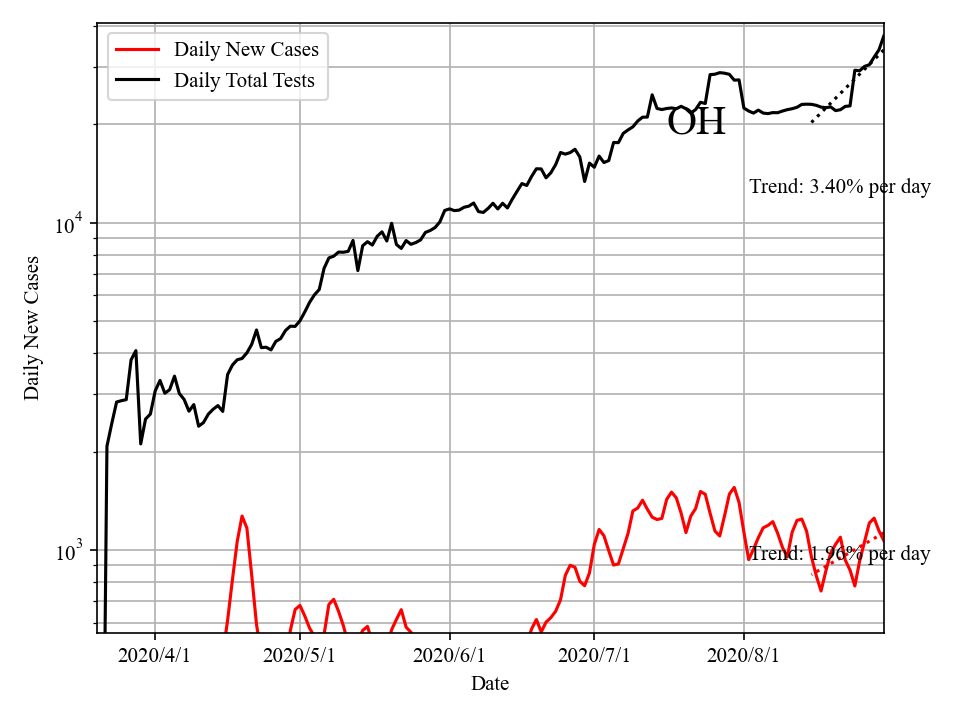 Daily New Cases
Daily Total Tests
OH
Trend: 3.40% per day
10^4
Daily New Cases
10^3
Trend: 1.96% per day
2020/4/1
2020/5/1
2020/6/1
2020/7/1
2020/8/1
Date